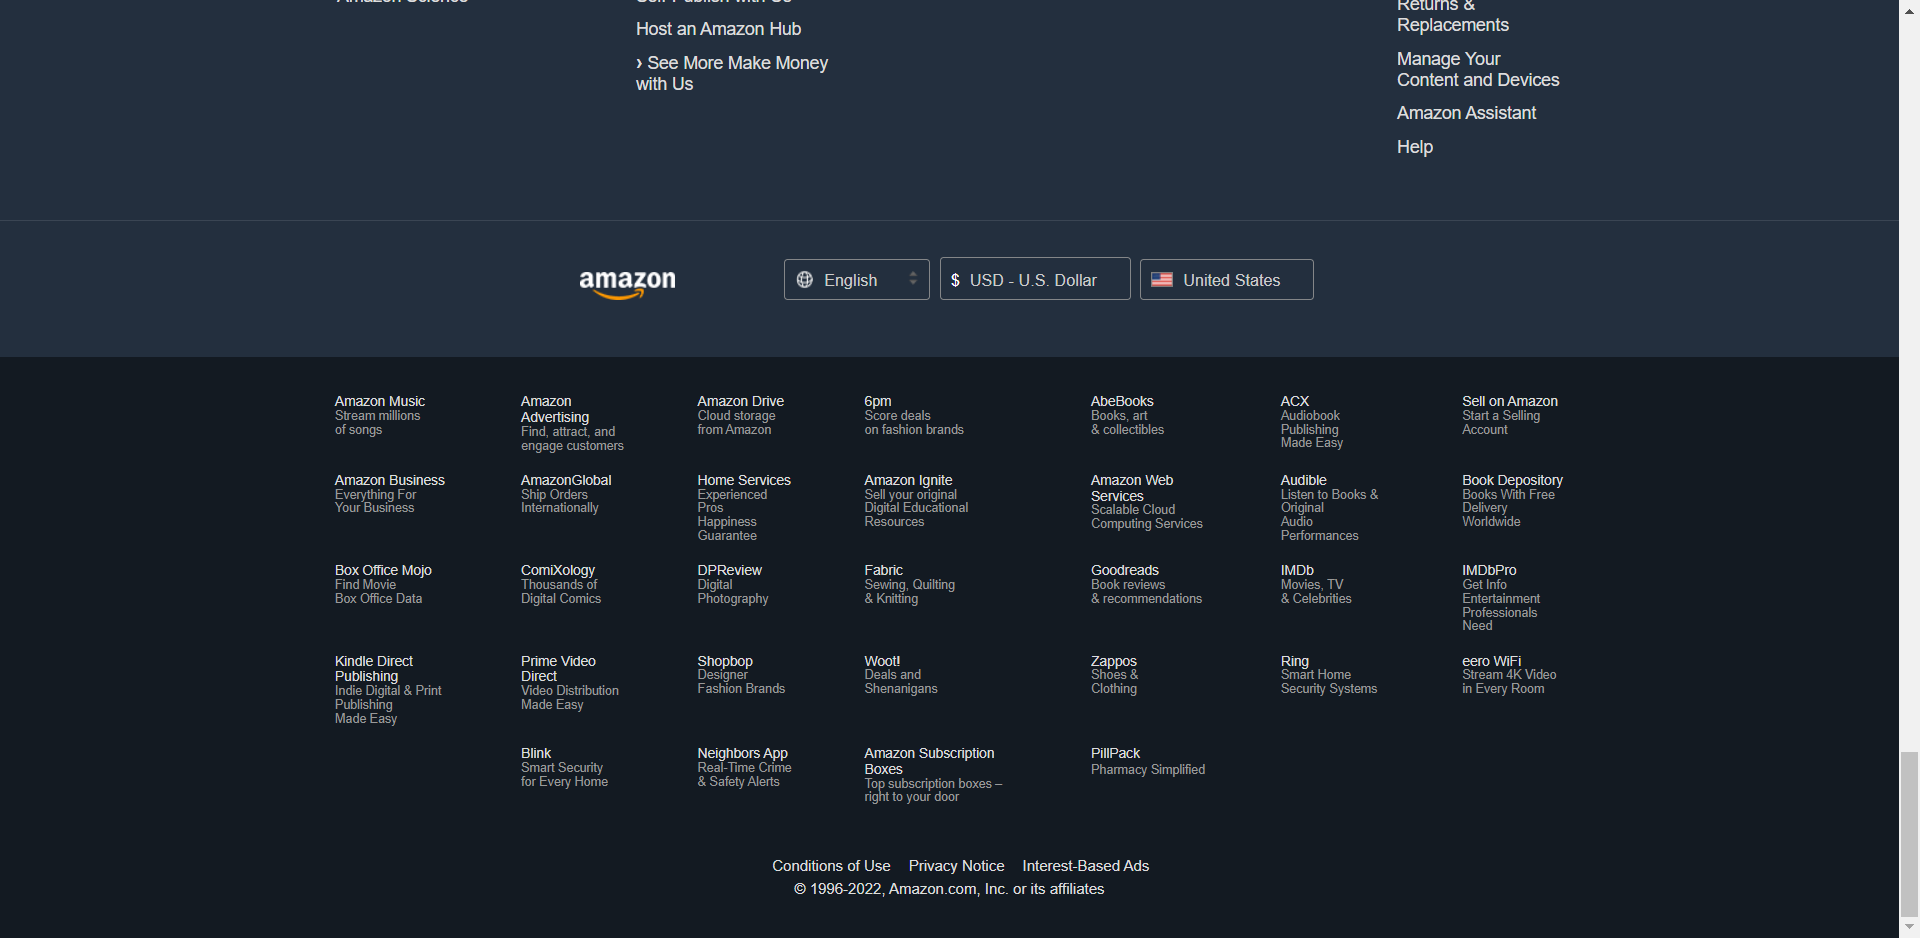 Amazon Science
Self-Publish with Us
Host an Amazon Hub
› See More Make Money
with Us
Returns &
Replacements
Manage Your
Content and Devices
Amazon Assistant
Help
amazon
English
$ USD - U.S. Dollar
United States
Amazon Music
Stream millions
of songs
Amazon
Advertising
Find, attract, and
engage customers
Amazon Drive
Cloud storage
from Amazon
6pm
Score deals
on fashion brands
AbeBooks
Books, art
& collectibles
ACX
Audiobook
Publishing
Made Easy
Sell on Amazon
Start a Selling
Account
Amazon Business
Everything For
Your Business
AmazonGlobal
Ship Orders
Internationally
Home Services
Experienced
Pros
Happiness
Guarantee
Amazon Ignite
Sell your original
Digital Educational
Resources
Amazon Web
Services
Scalable Cloud
Computing Services
Audible
Listen to Books &
Original
Audio
Performances
Book Depository
Books With Free
Delivery
Worldwide
Box Office Mojo
Find Movie
Box Office Data
ComiXology
Thousands of
Digital Comics
DPReview
Digital
Photography
Fabric
Sewing, Quilting
& Knitting
Goodreads
Book reviews
& recommendations
IMDb
Movies, TV
& Celebrities
IMDbPro
Get Info
Entertainment
Professionals
Need
Kindle Direct
Publishing
Indie Digital & Print
Publishing
Made Easy
Prime Video
Direct
Video Distribution
Made Easy
Shopbop
Designer
Fashion Brands
Woot!
Deals and
Shenanigans
Zappos
Shoes &
Clothing
Ring
Smart Home
Security Systems
eero WiFi
Stream 4K Video
in Every Room
Blink
Smart Security
for Every Home
Neighbors App
Real-Time Crime
& Safety Alerts
Amazon Subscription
Boxes
Top subscription boxes –
right to your door
PillPack
Pharmacy Simplified
Conditions of Use Privacy Notice Interest-Based Ads
© 1996-2022, Amazon.com, Inc. or its affiliates